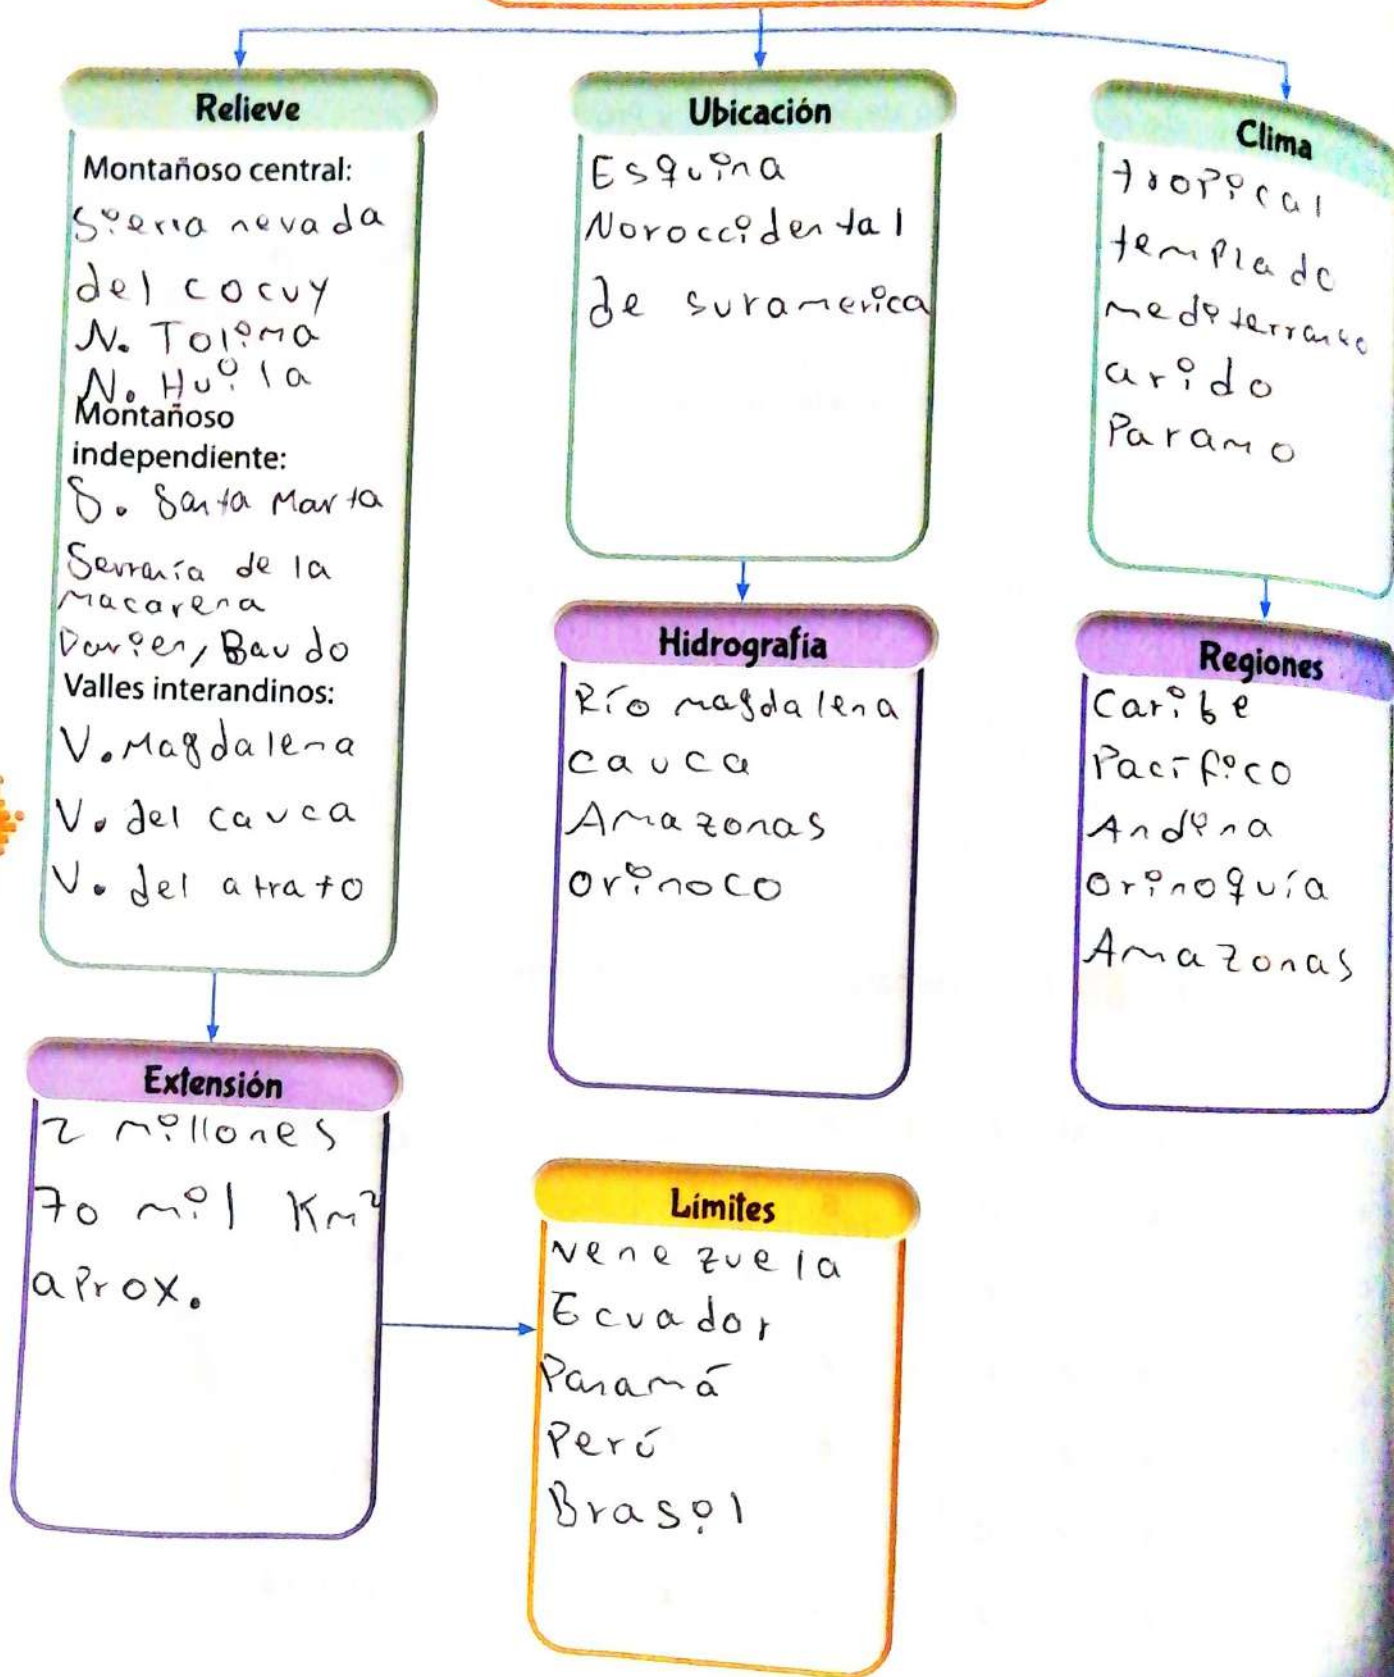 Relieve
Montañoso central:
Sierra nevada
del cocuy
N. Tolima
N. Huila
Montañoso
independiente:
S. Santa Marta
Serranía de la
Macarena
Darien, Baudo
Valles interandinos:
V. Magdalena
V. del cauca
V. del atrato
Ubicación
Esquina
Noroccidental
de suramerica
Clima
tropical
templado
mediterraneo
arido
Paramo
Hidrografía
Río magdalena
cauca
Amazonas
orinoco
Regiones
Caribe
Pacífico
Andina
orinoquía
Amazonas
Extensión
2 millones
70 mil Km²
aprox.
Límites
venezuela
Ecuador
Panamá
Perú
Brasil